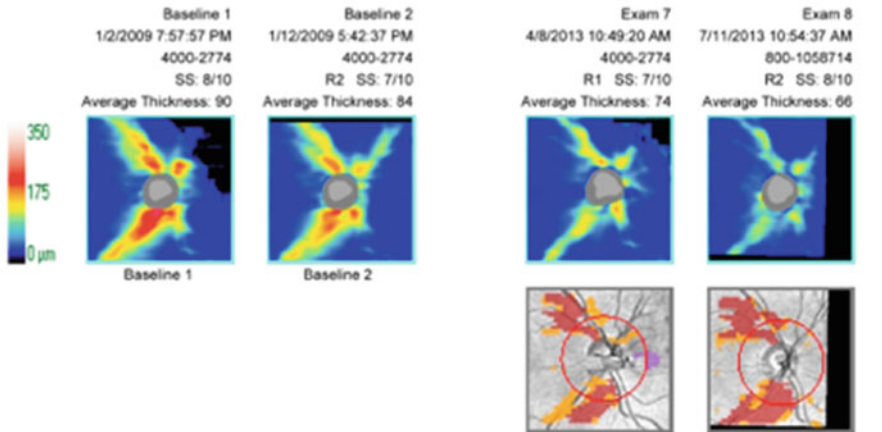 Baseline 1
1/2/2009 7:57:57 PM
4000-2774
SS: 8/10
Average Thickness: 90
Baseline 2
1/12/2009 5:42:37 PM
4000-2774
R2 SS: 7/10
Average Thickness: 84
Exam 7
4/8/2013 10:49:20 AM
4000-2774
R1 SS: 7/10
Average Thickness: 74
Exam 8
7/11/2013 10:54:37 AM
800-1058714
R2 SS: 8/10
Average Thickness: 66
350
175
0 µm
Baseline 1
Baseline 2